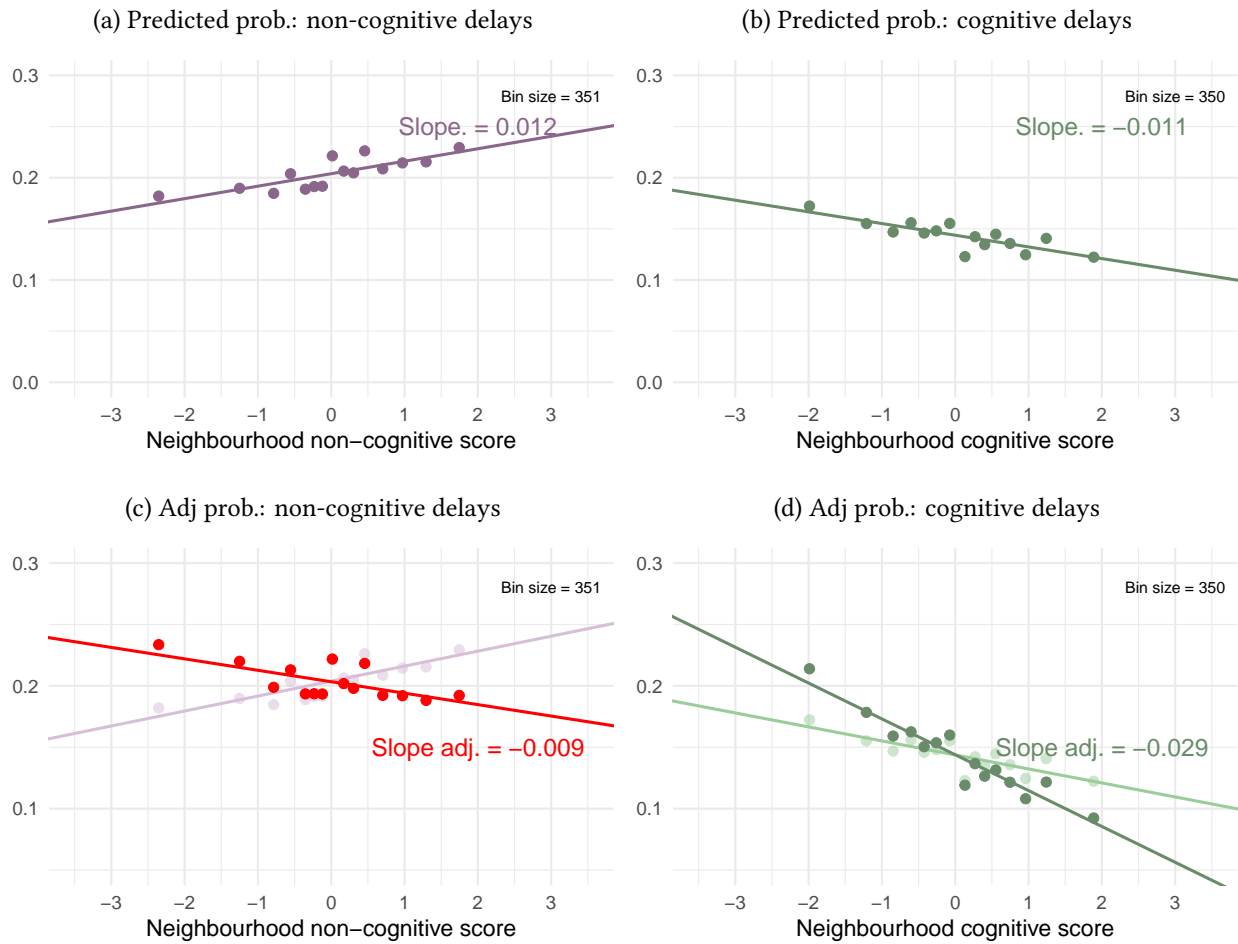 (a) Predicted prob.: non-cognitive delays
0.3
Bin size = 351
Slope. = 0.012
0.2
0.1
0.0
−3 −2 −1 0 1 2 3
Neighbourhood non−cognitive score
(b) Predicted prob.: cognitive delays
0.3
Bin size = 350
Slope. = −0.011
0.2
0.1
0.0
−3 −2 −1 0 1 2 3
Neighbourhood cognitive score
(c) Adj prob.: non-cognitive delays
0.3
Bin size = 351
0.2
Slope adj. = −0.009
0.1
−3 −2 −1 0 1 2 3
Neighbourhood non−cognitive score
(d) Adj prob.: cognitive delays
0.3
Bin size = 350
0.2
Slope adj. = −0.029
0.1
−3 −2 −1 0 1 2 3
Neighbourhood cognitive score